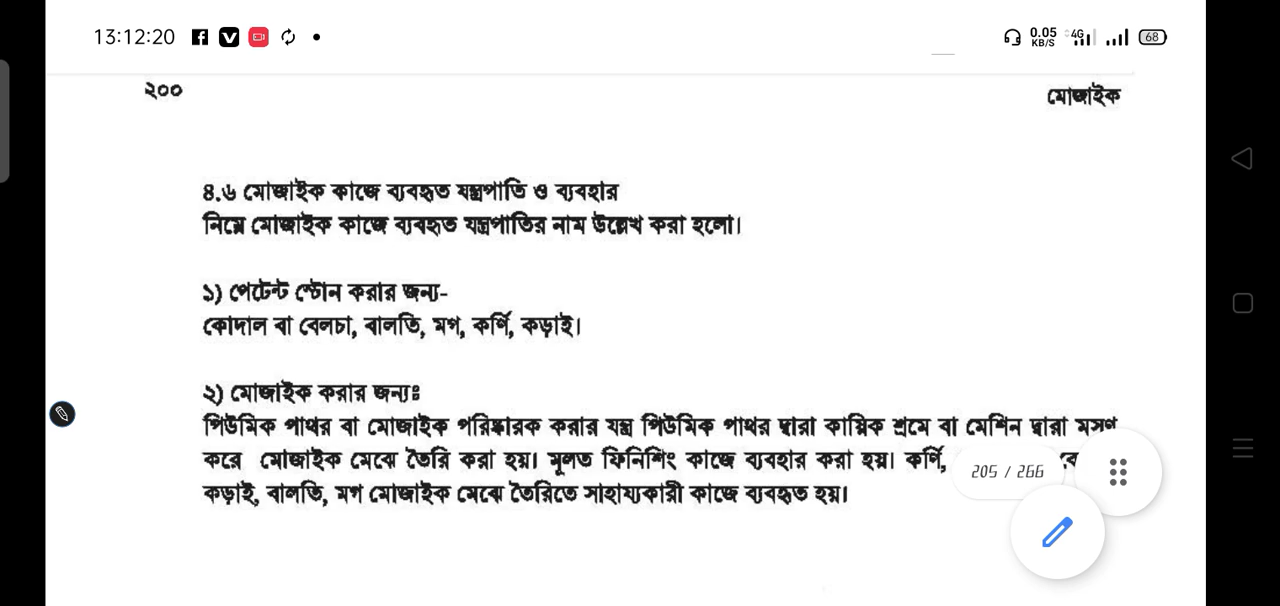 13:12:20
0.05 KB/S 4G 68
২০০
মোজাইক
৪.৬ মোজাইক কাজে ব্যবহৃত যন্ত্রপাতি ও ব্যবহার
নিম্নে মোজাইক কাজে ব্যবহৃত যন্ত্রপাতির নাম উল্লেখ করা হলো।
১) পেটেন্ট স্টোন করার জন্য-
কোদাল বা বেলচা, বালতি, মগ, কর্ণি, কড়াই।
২) মোজাইক করার জন্যঃ
পিউমিক পাথর বা মোজাইক পরিষ্কারক করার যন্ত্র পিউমিক পাথর দ্বারা কায়িক শ্রমে বা মেশিন দ্বারা মসৃণ
করে মোজাইক মেঝে তৈরি করা হয়। মূলত ফিনিশিং কাজে ব্যবহার করা হয়। কর্ণি,
205 / 266
কড়াই, বালতি, মগ মোজাইক মেঝে তৈরিতে সাহায্যকারী কাজে ব্যবহৃত হয়।